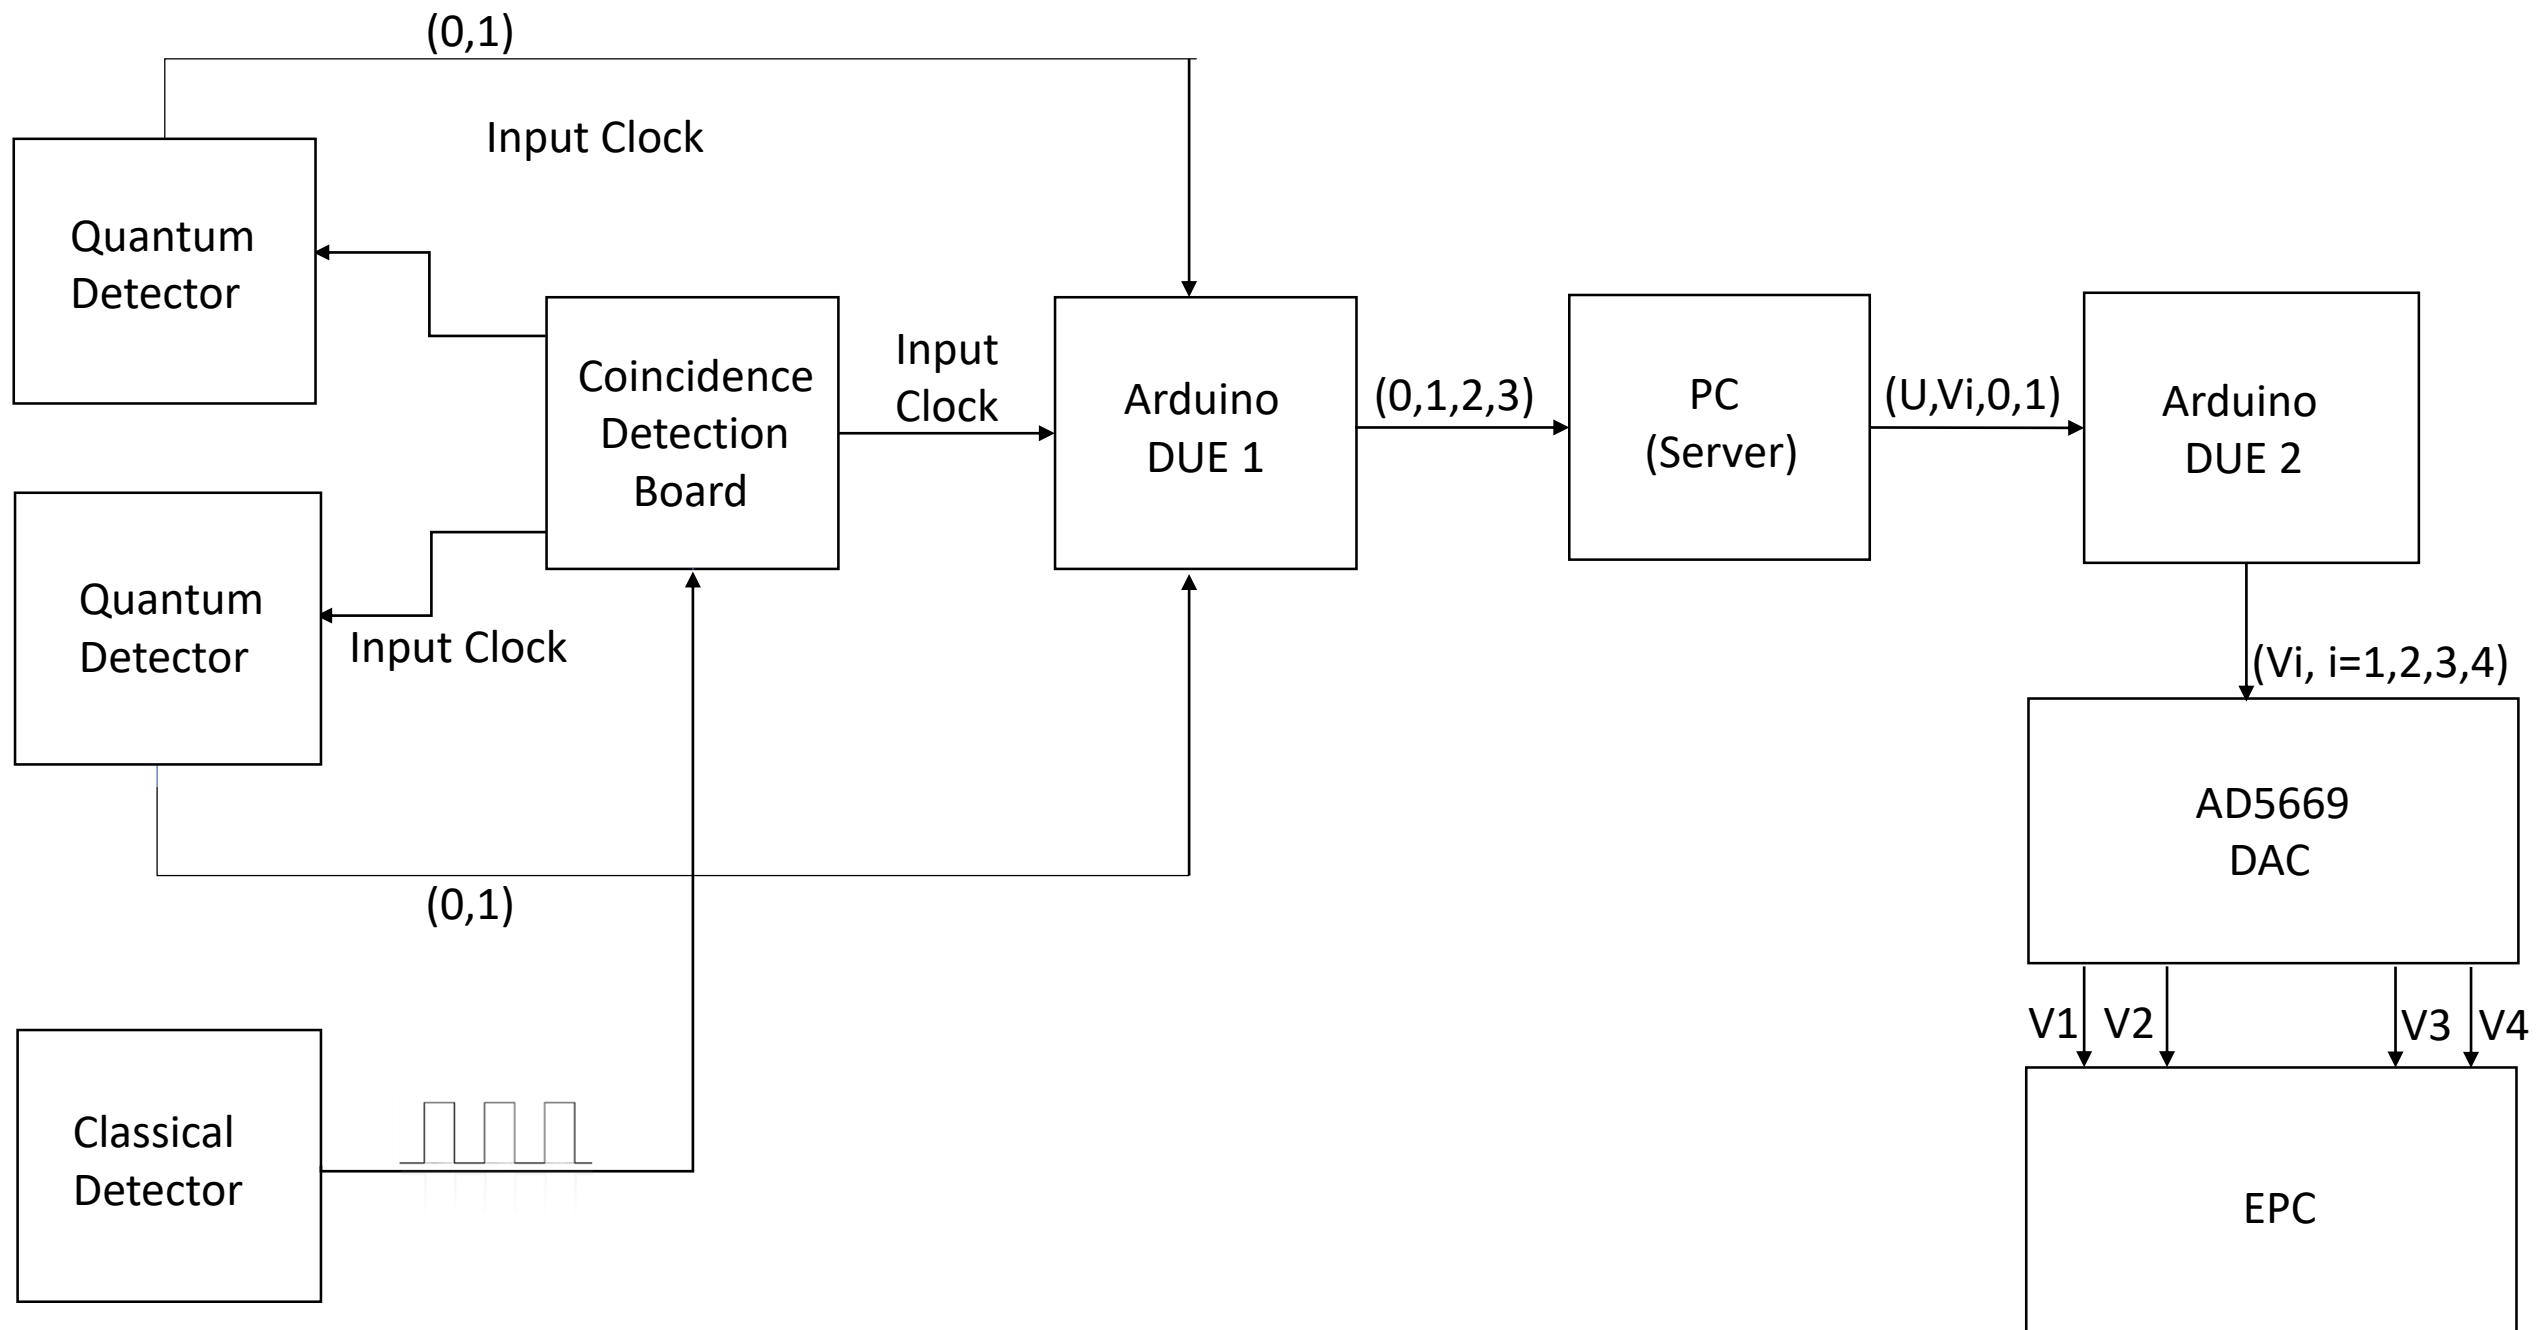 (0,1)
Input Clock
Quantum
Detector
Coincidence
Detection
Board
Input
Clock
Arduino
DUE 1
(0,1,2,3)
PC
(Server)
(U,Vi,0,1)
Arduino
DUE 2
Quantum
Detector
Input Clock
(Vi, i=1,2,3,4)
AD5669
DAC
(0,1)
V1 V2 V3 V4
Classical
Detector
EPC